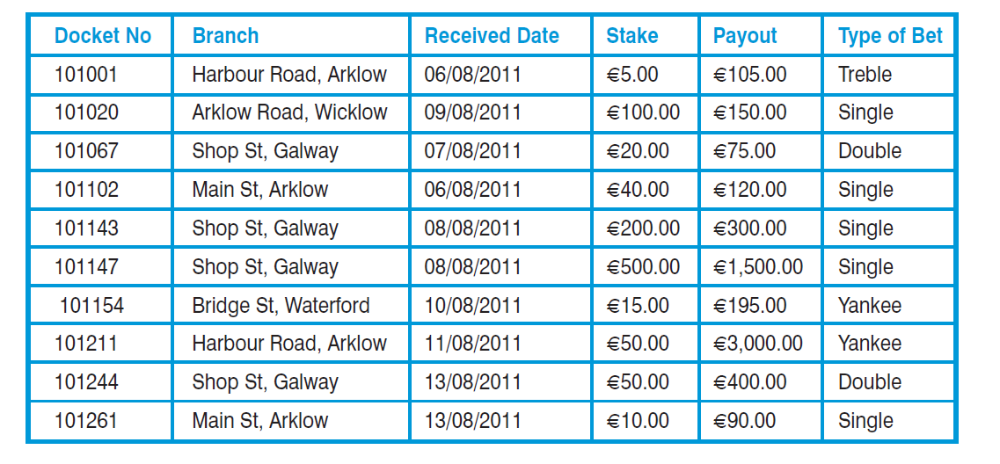 Docket No Branch Received Date Stake Payout Type of Bet
101001 Harbour Road, Arklow 06/08/2011 €5.00 €105.00 Treble
101020 Arklow Road, Wicklow 09/08/2011 €100.00 €150.00 Single
101067 Shop St, Galway 07/08/2011 €20.00 €75.00 Double
101102 Main St, Arklow 06/08/2011 €40.00 €120.00 Single
101143 Shop St, Galway 08/08/2011 €200.00 €300.00 Single
101147 Shop St, Galway 08/08/2011 €500.00 €1,500.00 Single
101154 Bridge St, Waterford 10/08/2011 €15.00 €195.00 Yankee
101211 Harbour Road, Arklow 11/08/2011 €50.00 €3,000.00 Yankee
101244 Shop St, Galway 13/08/2011 €50.00 €400.00 Double
101261 Main St, Arklow 13/08/2011 €10.00 €90.00 Single